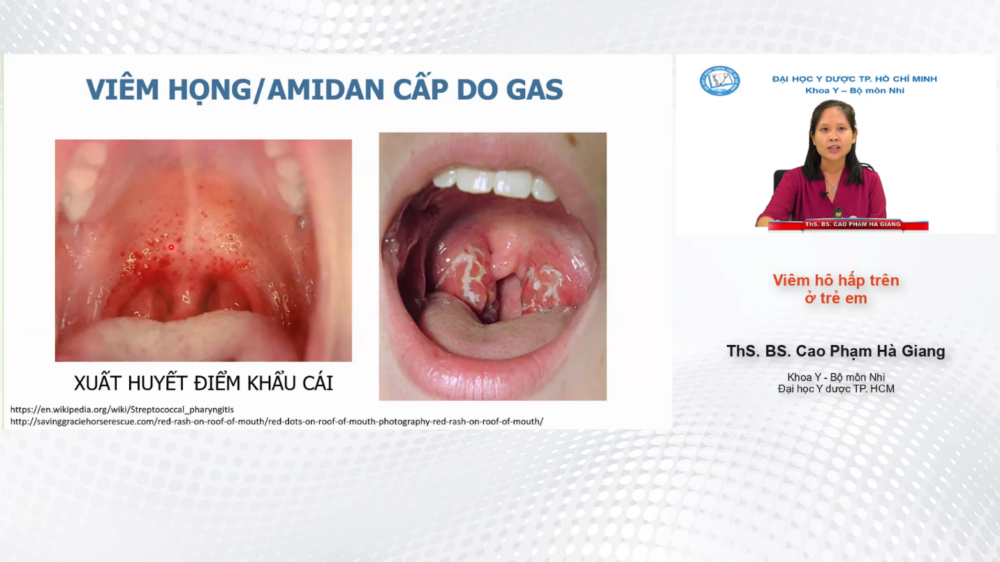 VIÊM HỌNG/AMIDAN CẤP DO GAS
XUẤT HUYẾT ĐIỂM KHẨU CÁI
https://en.wikipedia.org/wiki/Streptococcal_pharyngitis
http://savinggraciehorserescue.com/red-rash-on-roof-of-mouth/red-dots-on-roof-of-mouth-photography-red-rash-on-roof-of-mouth/
ĐẠI HỌC Y DƯỢC TP. HỒ CHÍ MINH
Khoa Y – Bộ môn Nhi
ThS. BS. CAO PHẠM HÀ GIANG
Viêm hô hấp trên
ở trẻ em
ThS. BS. Cao Phạm Hà Giang
Khoa Y - Bộ môn Nhi
Đại học Y dược TP. HCM